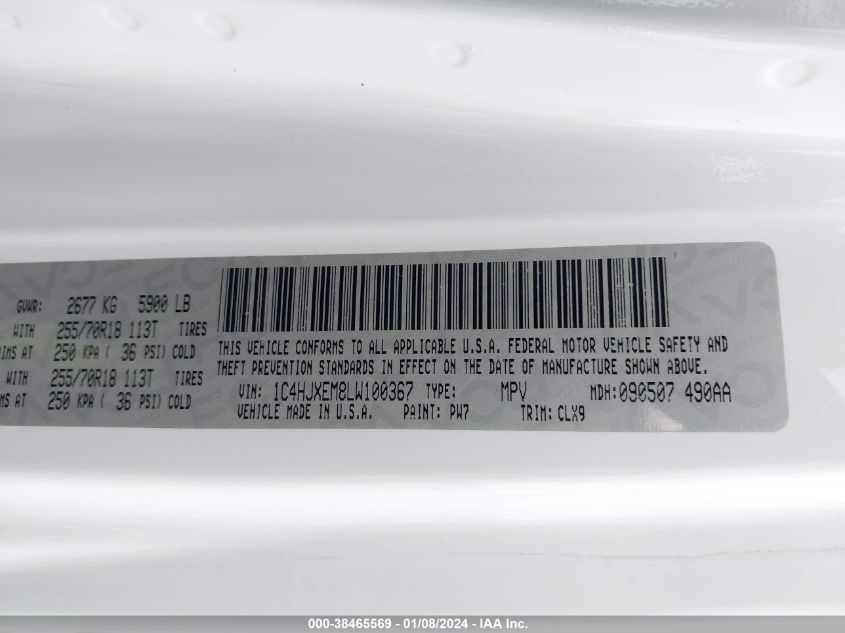 GVWR: 2677 KG 5900 LB
WITH 255/70R18 113T TIRES
RIMS AT 250 KPA ( 36 PSI) COLD
WITH 255/70R18 113T TIRES
MS AT 250 KPA ( 36 PSI) COLD
THIS VEHICLE CONFORMS TO ALL APPLICABLE U.S.A. FEDERAL MOTOR VEHICLE SAFETY AND
THEFT PREVENTION STANDARDS IN EFFECT ON THE DATE OF MANUFACTURE SHOWN ABOVE.
VIN: 1C4HJXEM8LW100367 TYPE: MPV MDH:090507 490AA
VEHICLE MADE IN U.S.A. PAINT: PW7 TRIM: CLX9
000-38465569 - 01/08/2024 - IAA Inc.